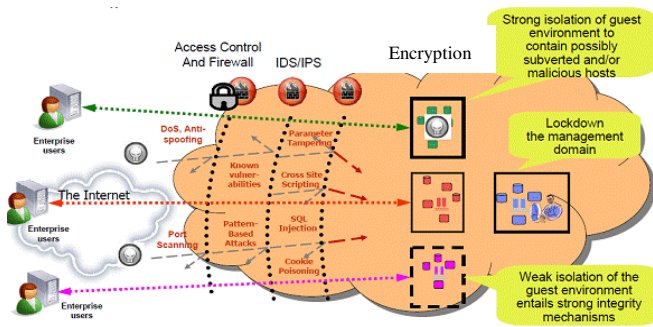 Access Control
And Firewall
IDS/IPS
Encryption
Strong isolation of guest
environment to
contain possibly
subverted and/or
malicious hosts
Enterprise
users
DoS, Anti-
spoofing
Parameter
Tampering
Lockdown
the management
domain
Known
vulner-
abilities
Cross Site
Scripting
The Internet
Enterprise
users
Port
Scanning
Pattern-
Based
Attacks
SQL
Injection
Cookie
Poisoning
Enterprise
users
Weak isolation of the
guest environment
entails strong integrity
mechanisms